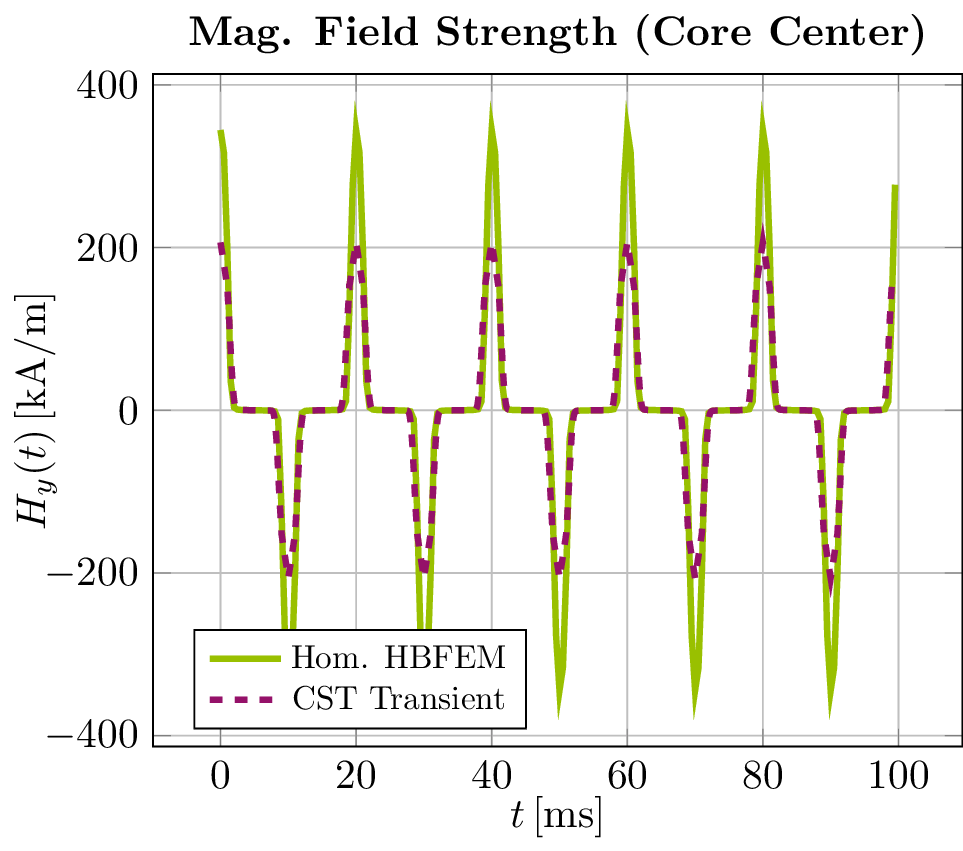 Mag. Field Strength (Core Center)
400
200
0
−200
−400
H_y(t) [kA/m]
Hom. HBFEM
CST Transient
0 20 40 60 80 100
t [ms]